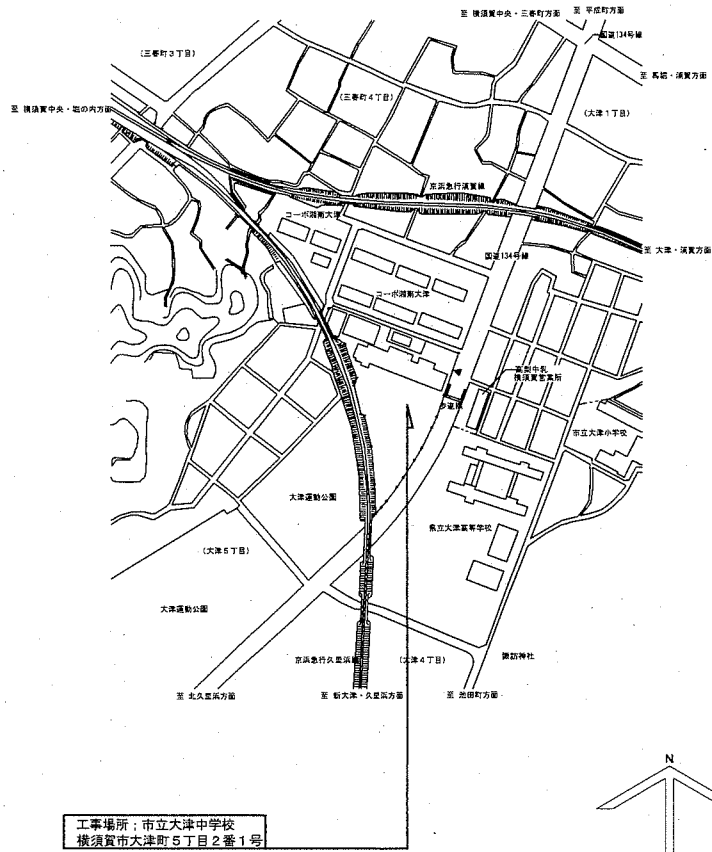 至 横須賀中央・三春町方面
至 平成町方面
国道134号線
(三春町3丁目)
至 馬堀・浦賀方面
(三春町4丁目)
至 横須賀中央・堀の内方面
(大津1丁目)
京浜急行浦賀線
コーポ湘南大津
至 大津・浦賀方面
国道134号線
コーポ湘南大津
高梨牛乳
横須賀営業所
歩道橋
市立大津小学校
大津運動公園
県立大津高等学校
(大津5丁目)
大津運動公園
京浜急行久里浜線
(大津4丁目)
諏訪神社
至 北久里浜方面
至 新大津・久里浜方面
至 池田町方面
N
工事場所:市立大津中学校
横須賀市大津町5丁目2番1号